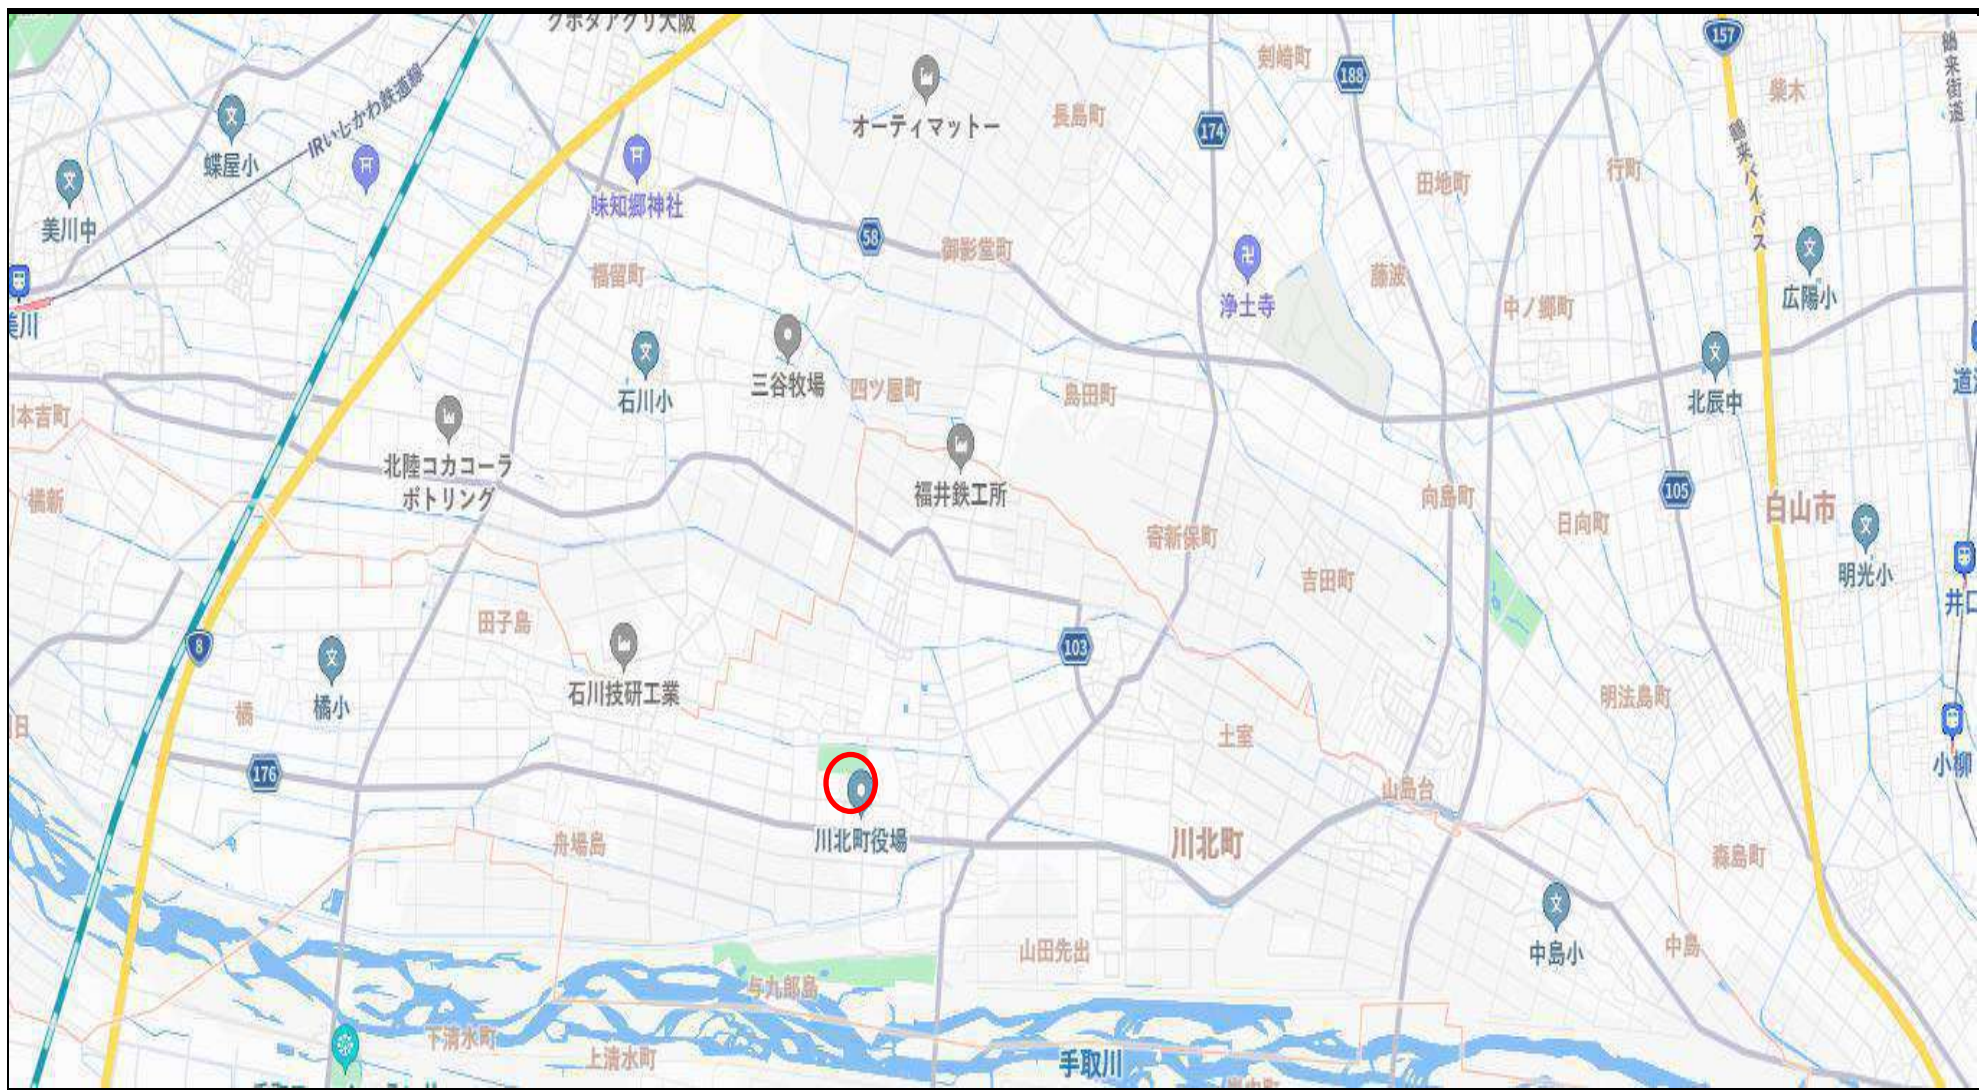 クボタアグリ大阪
157
鶴来街道
剣崎町
188
柴木
IRいしかわ鉄道線
オーティマットー
長島町
174
蝶屋小
鶴来バイパス
行町
田地町
味知郷神社
美川中
58
御影堂町
福留町
藤波
浄土寺
広陽小
中ノ郷町
美川
石川小
三谷牧場
四ツ屋町
島田町
北辰中
本吉町
北陸コカコーラ
ボトリング
福井鉄工所
向島町
105
白山市
橋新
日向町
寄新保町
吉田町
明光小
井口
田子島
8
103
石川技研工業
橘小
橘
明法島町
土室
小柳
176
山島台
川北町役場
舟場島
川北町
森島町
山田先出
中島小
中島
与九郎島
下清水町
上清水町
手取川